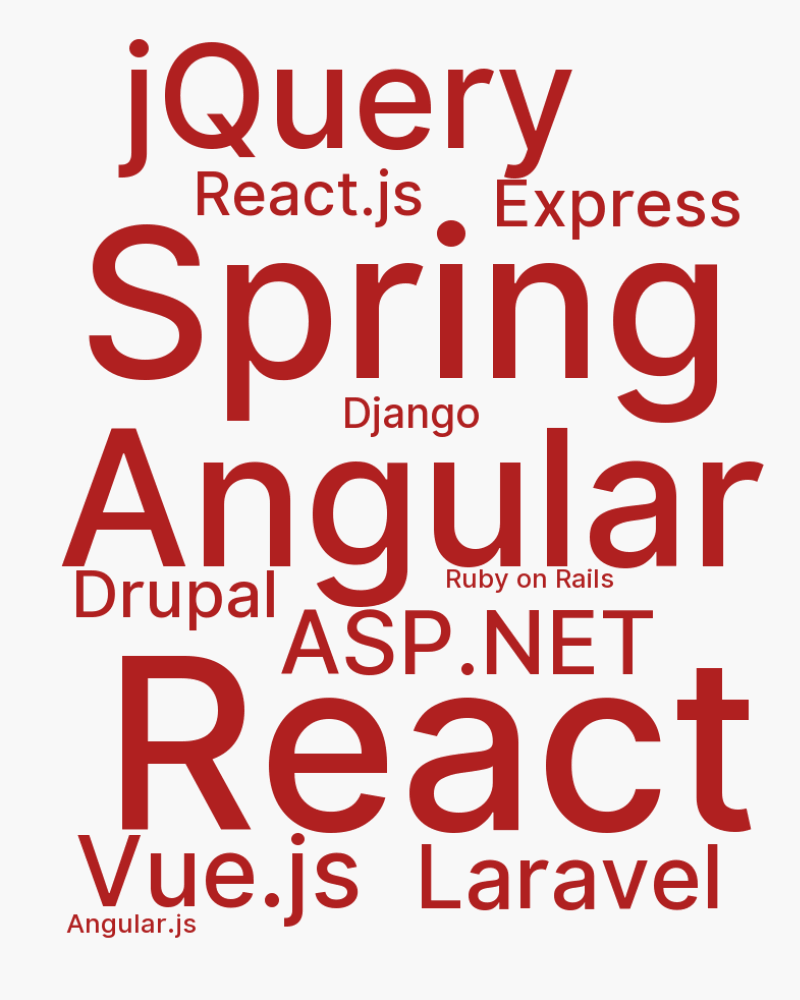 jQuery
React.js Express
Spring
Django
Angular
Drupal Ruby on Rails
ASP.NET
React
Vue.js Laravel
Angular.js